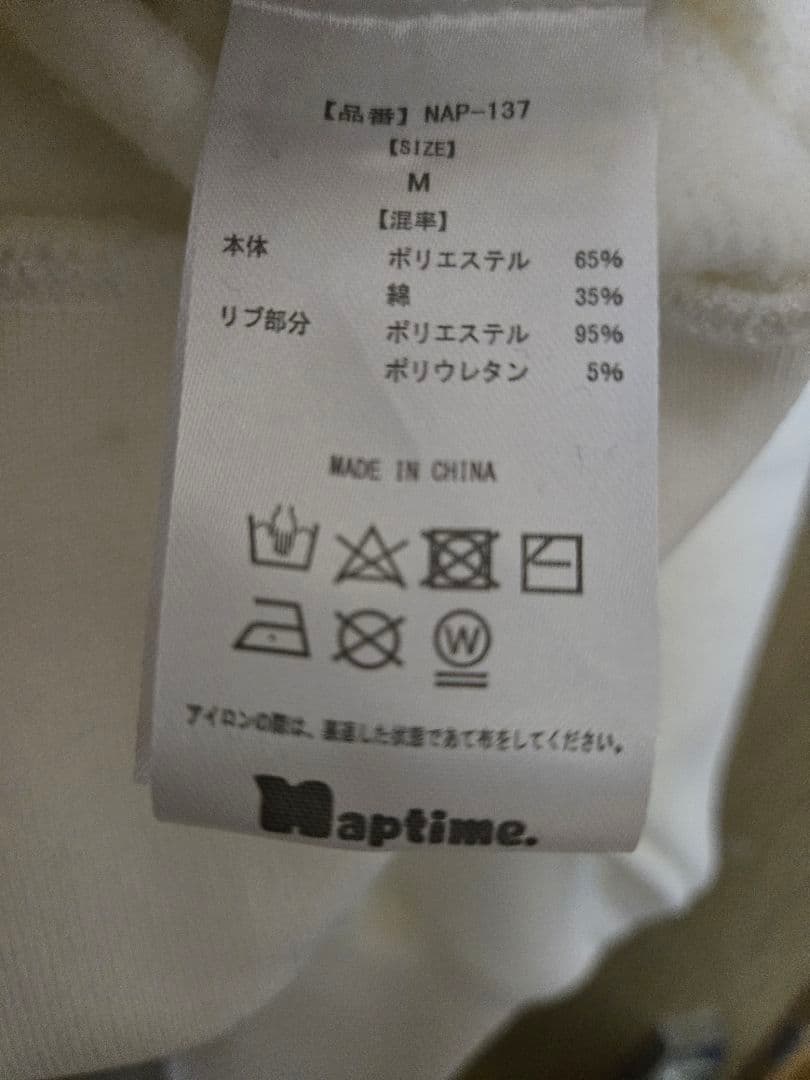 【品番】NAP-137
【SIZE】
M
【混率】
本体 ポリエステル 65%
綿 35%
リブ部分 ポリエステル 95%
ポリウレタン 5%
MADE IN CHINA
W
アイロンの際は、裏返した状態であて布をしてください。
Naptime.